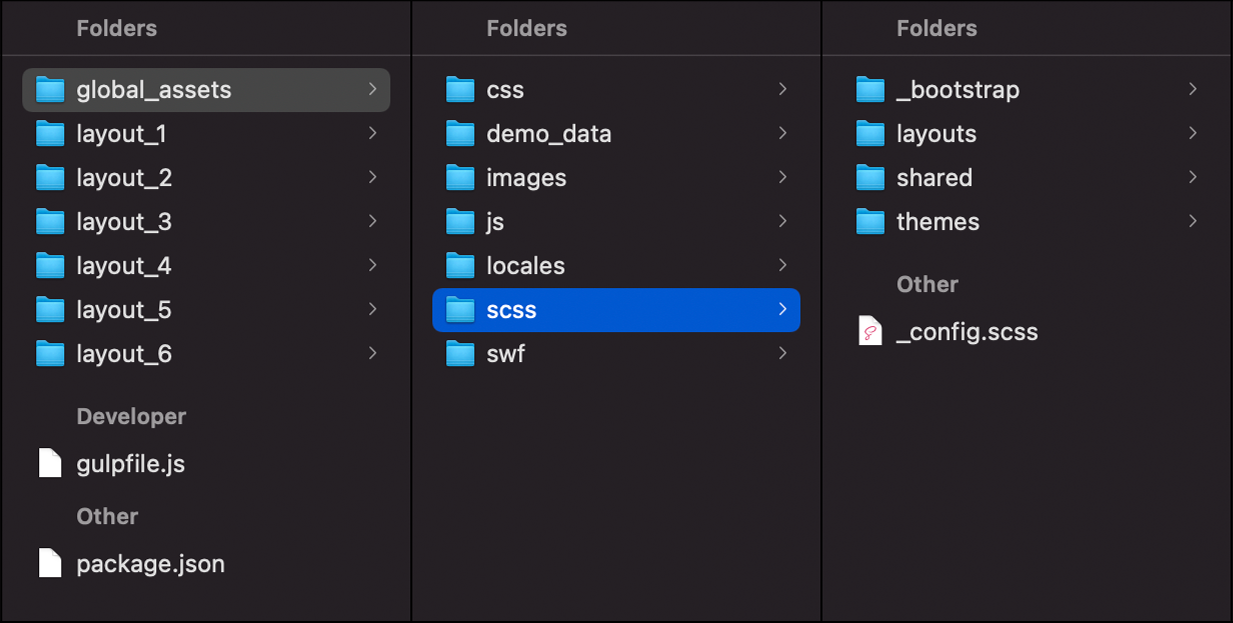 Folders
global_assets
layout_1
layout_2
layout_3
layout_4
layout_5
layout_6
Developer
gulpfile.js
Other
package.json
Folders
css
demo_data
images
js
locales
scss
swf
Folders
_bootstrap
layouts
shared
themes
Other
_config.scss